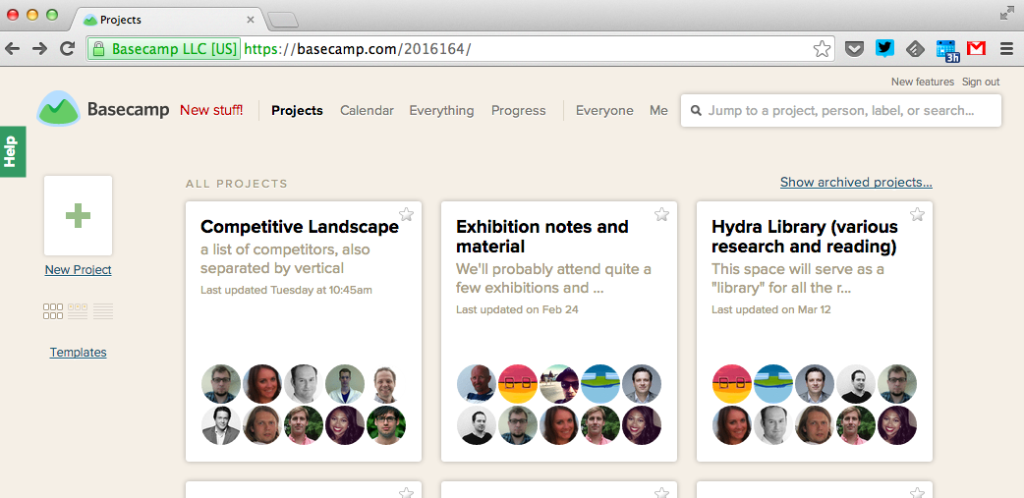 Projects
Basecamp LLC [US] https://basecamp.com/2016164/
3h
New features Sign out
Basecamp New stuff! Projects Calendar Everything Progress Everyone Me Jump to a project, person, label, or search...
Help
ALL PROJECTS Show archived projects...
New Project
Templates
Competitive Landscape
a list of competitors, also
separated by vertical
Last updated Tuesday at 10:45am
Exhibition notes and
material
We'll probably attend quite a
few exhibitions and ...
Last updated on Feb 24
Hydra Library (various
research and reading)
This space will serve as a
"library" for all the r...
Last updated on Mar 12